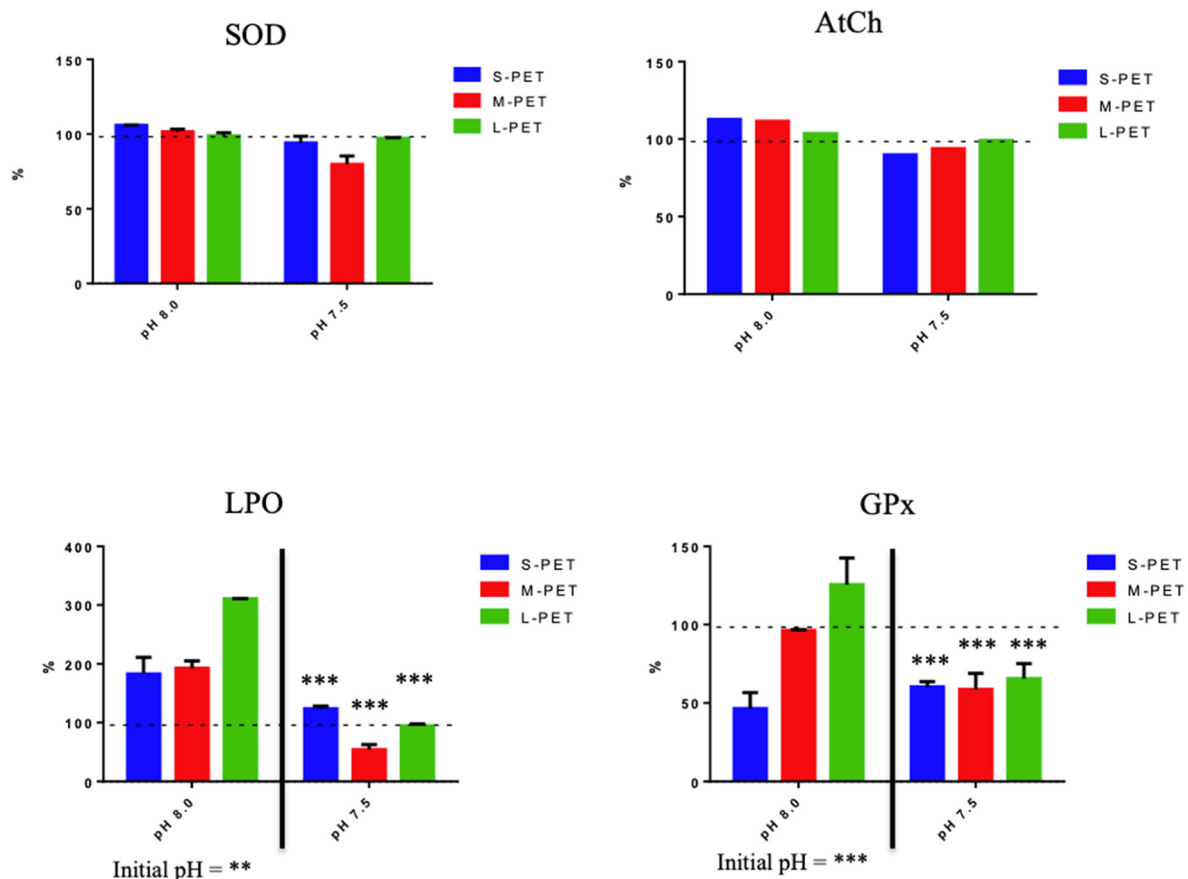 SOD
150
100
50
0
%
pH 8.0
pH 7.5
S-PET
M-PET
L-PET
AtCh
150
100
50
0
%
pH 8.0
pH 7.5
S-PET
M-PET
L-PET
LPO
400
300
200
100
0
%
***
***
***
pH 8.0
pH 7.5
S-PET
M-PET
L-PET
Initial pH = **
GPx
150
100
50
0
%
***
***
***
pH 8.0
pH 7.5
S-PET
M-PET
L-PET
Initial pH = ***